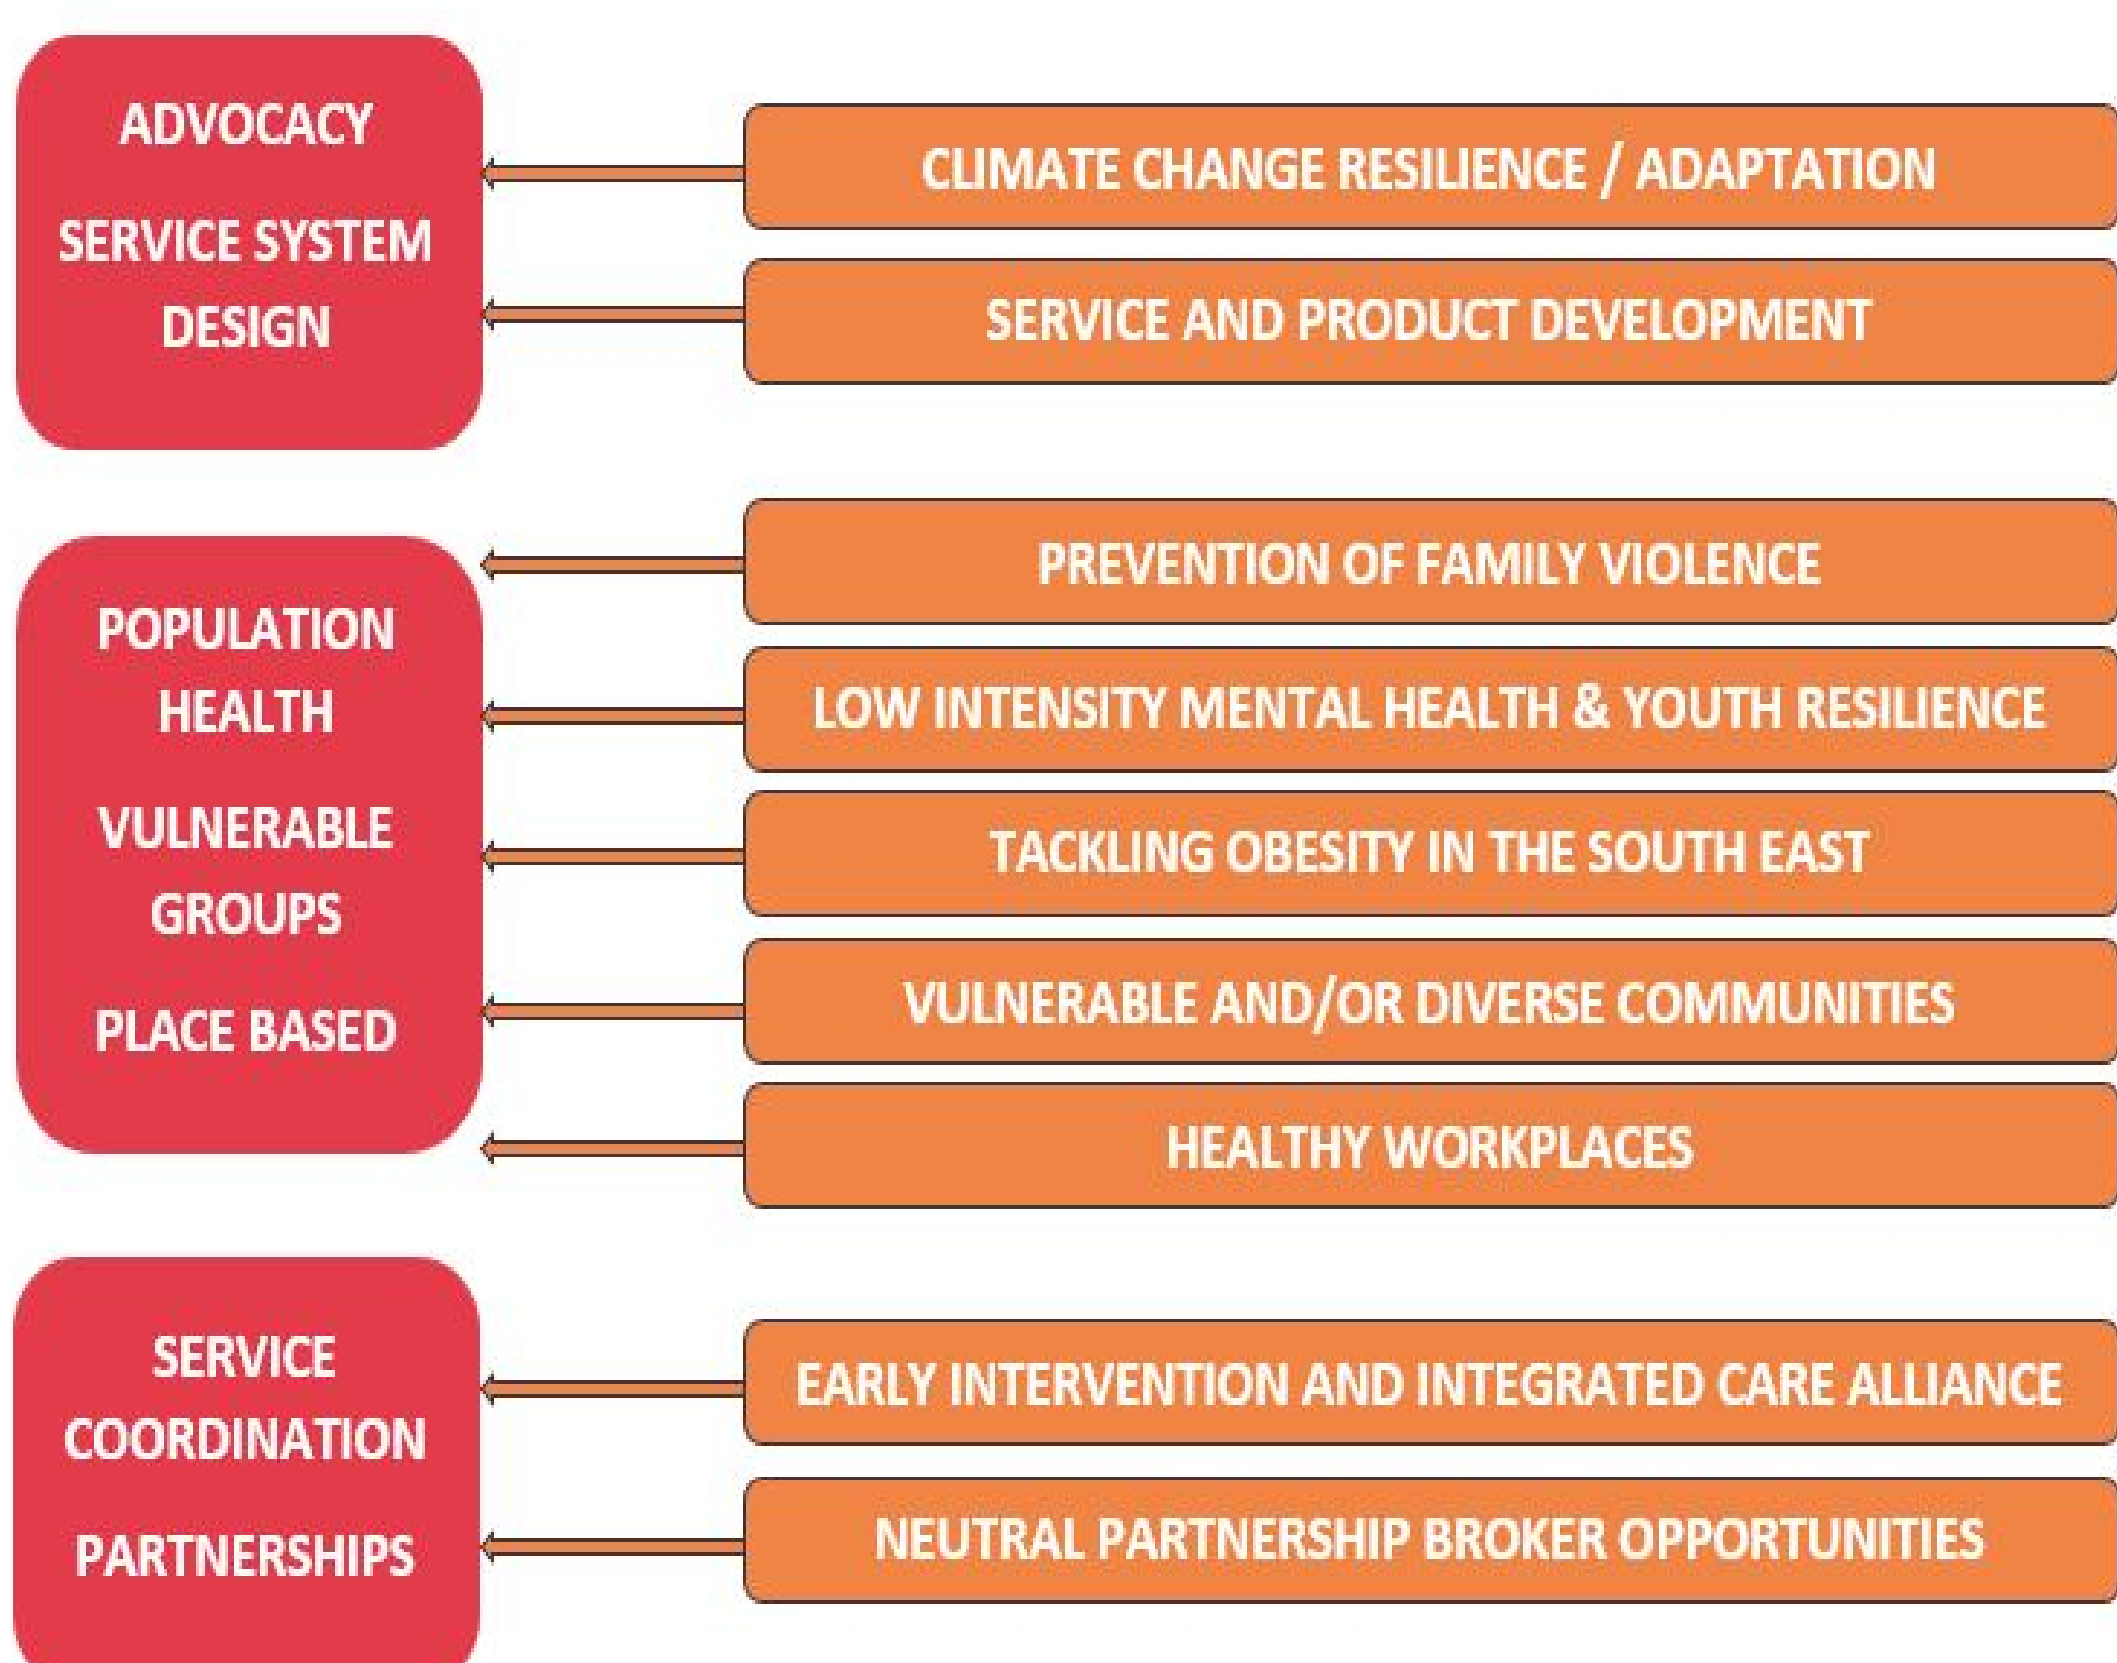 ADVOCACY
SERVICE SYSTEM
DESIGN
CLIMATE CHANGE RESILIENCE / ADAPTATION
SERVICE AND PRODUCT DEVELOPMENT
POPULATION
HEALTH
VULNERABLE
GROUPS
PLACE BASED
PREVENTION OF FAMILY VIOLENCE
LOW INTENSITY MENTAL HEALTH & YOUTH RESILIENCE
TACKLING OBESITY IN THE SOUTH EAST
VULNERABLE AND/OR DIVERSE COMMUNITIES
HEALTHY WORKPLACES
SERVICE
COORDINATION
PARTNERSHIPS
EARLY INTERVENTION AND INTEGRATED CARE ALLIANCE
NEUTRAL PARTNERSHIP BROKER OPPORTUNITIES